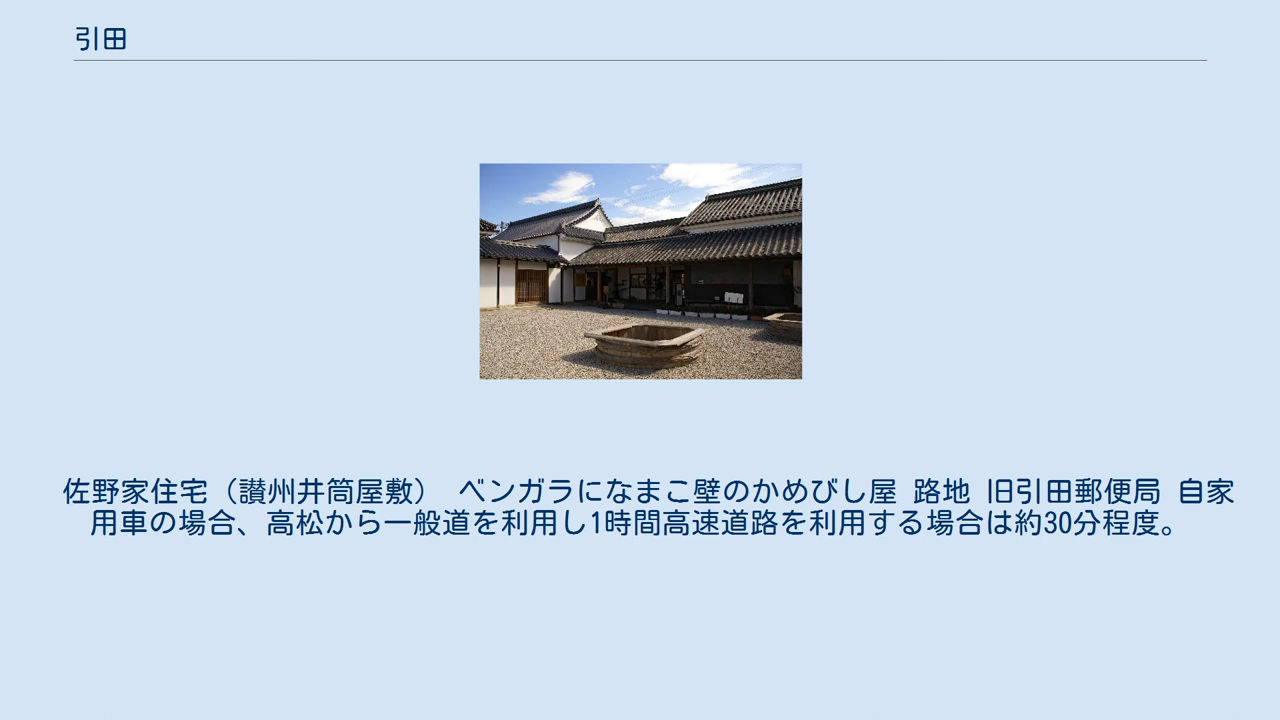 引田
佐野家住宅（讃州井筒屋敷） ベンガラになまこ壁のかめびし屋 路地 旧引田郵便局 自家
用車の場合、高松から一般道を利用し1時間高速道路を利用する場合は約30分程度。